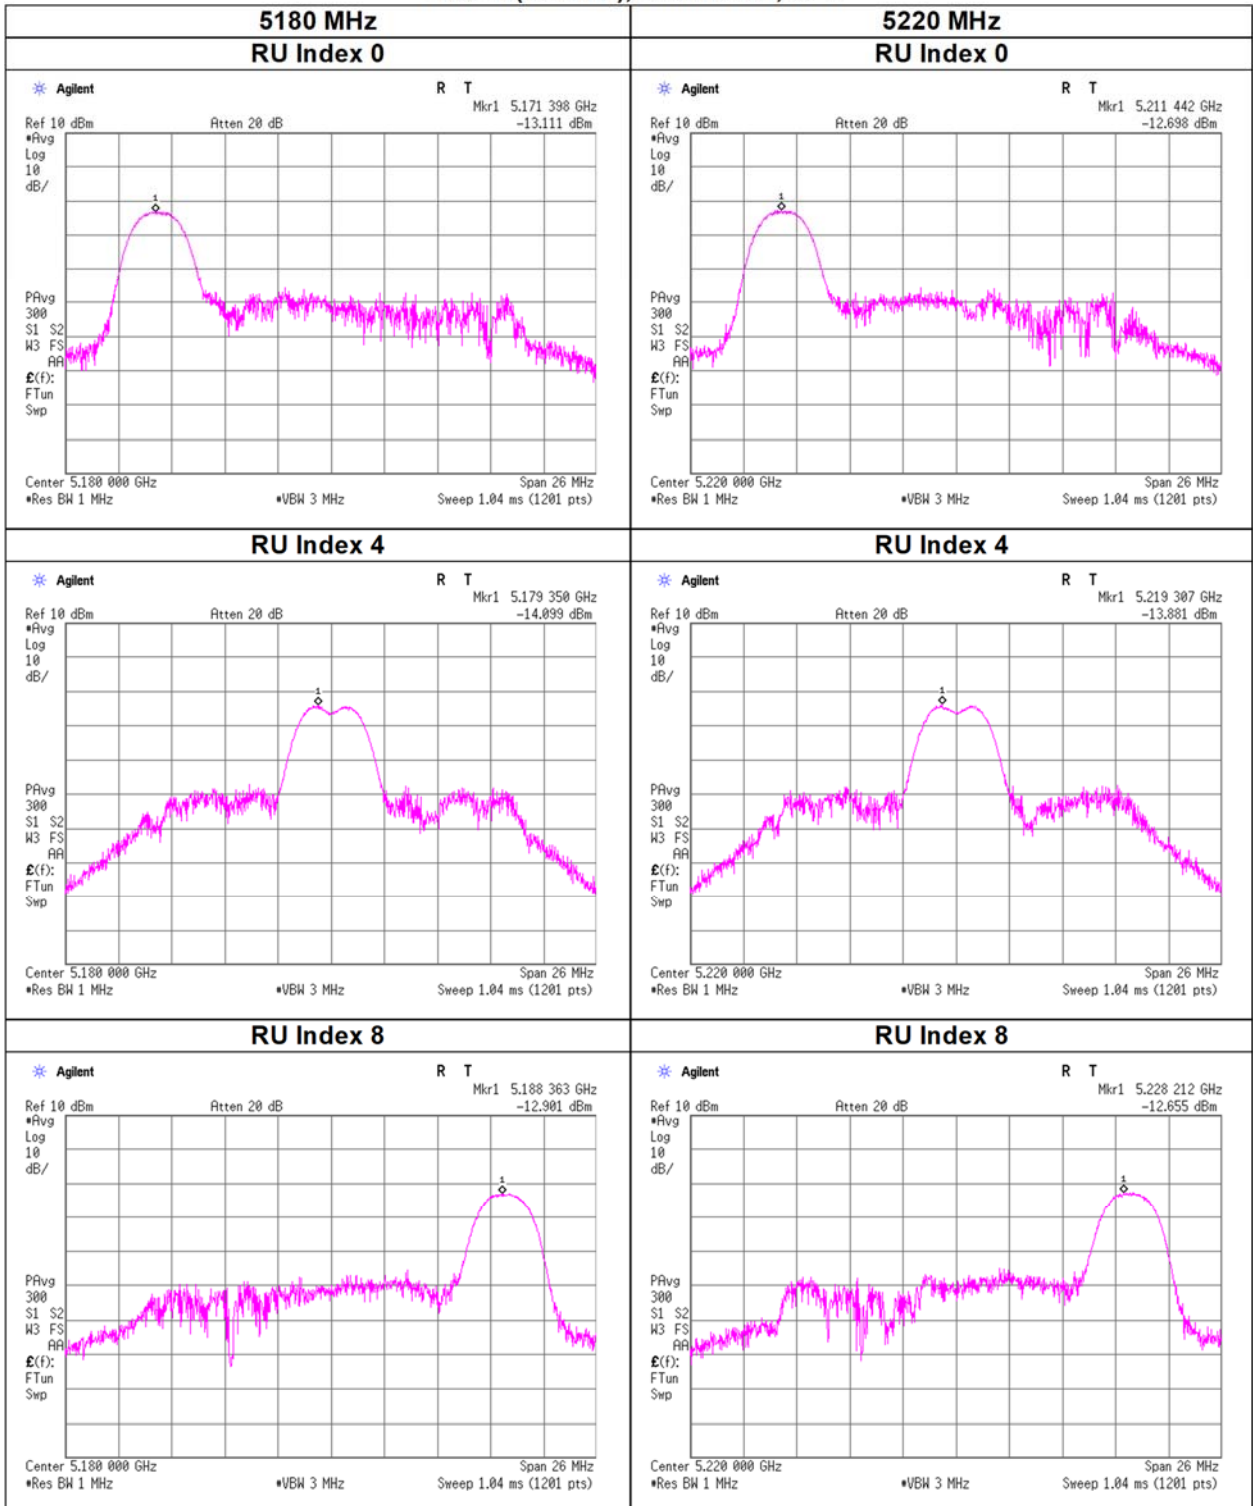 5180 MHz
5220 MHz
RU Index 0
RU Index 0
Agilent
R T
Mkr1 5.171 398 GHz
Ref 10 dBm
Atten 20 dB
-13.111 dBm
#Avg
Log
10
dB/
1
PAvg
300
S1 S2
W3 FS
AA
£(f):
FTun
Swp
Center 5.180 000 GHz
Span 26 MHz
#Res BW 1 MHz
#VBW 3 MHz
Sweep 1.04 ms (1201 pts)
Agilent
R T
Mkr1 5.211 442 GHz
Ref 10 dBm
Atten 20 dB
-12.698 dBm
#Avg
Log
10
dB/
1
PAvg
300
S1 S2
W3 FS
AA
£(f):
FTun
Swp
Center 5.220 000 GHz
Span 26 MHz
#Res BW 1 MHz
#VBW 3 MHz
Sweep 1.04 ms (1201 pts)
RU Index 4
RU Index 4
Agilent
R T
Mkr1 5.179 350 GHz
Ref 10 dBm
Atten 20 dB
-14.099 dBm
#Avg
Log
10
dB/
1
PAvg
300
S1 S2
W3 FS
AA
£(f):
FTun
Swp
Center 5.180 000 GHz
Span 26 MHz
#Res BW 1 MHz
#VBW 3 MHz
Sweep 1.04 ms (1201 pts)
Agilent
R T
Mkr1 5.219 307 GHz
Ref 10 dBm
Atten 20 dB
-13.881 dBm
#Avg
Log
10
dB/
1
PAvg
300
S1 S2
W3 FS
AA
£(f):
FTun
Swp
Center 5.220 000 GHz
Span 26 MHz
#Res BW 1 MHz
#VBW 3 MHz
Sweep 1.04 ms (1201 pts)
RU Index 8
RU Index 8
Agilent
R T
Mkr1 5.188 363 GHz
Ref 10 dBm
Atten 20 dB
-12.901 dBm
#Avg
Log
10
dB/
1
PAvg
300
S1 S2
W3 FS
AA
£(f):
FTun
Swp
Center 5.180 000 GHz
Span 26 MHz
#Res BW 1 MHz
#VBW 3 MHz
Sweep 1.04 ms (1201 pts)
Agilent
R T
Mkr1 5.228 212 GHz
Ref 10 dBm
Atten 20 dB
-12.655 dBm
#Avg
Log
10
dB/
1
PAvg
300
S1 S2
W3 FS
AA
£(f):
FTun
Swp
Center 5.220 000 GHz
Span 26 MHz
#Res BW 1 MHz
#VBW 3 MHz
Sweep 1.04 ms (1201 pts)